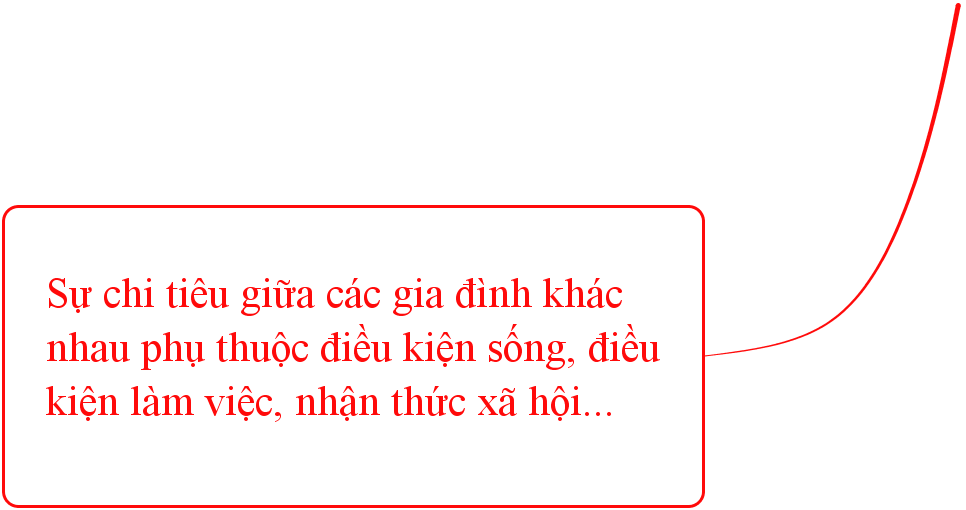 Sự chi tiêu giữa các gia đình khác
nhau phụ thuộc điều kiện sống, điều
kiện làm việc, nhận thức xã hội...